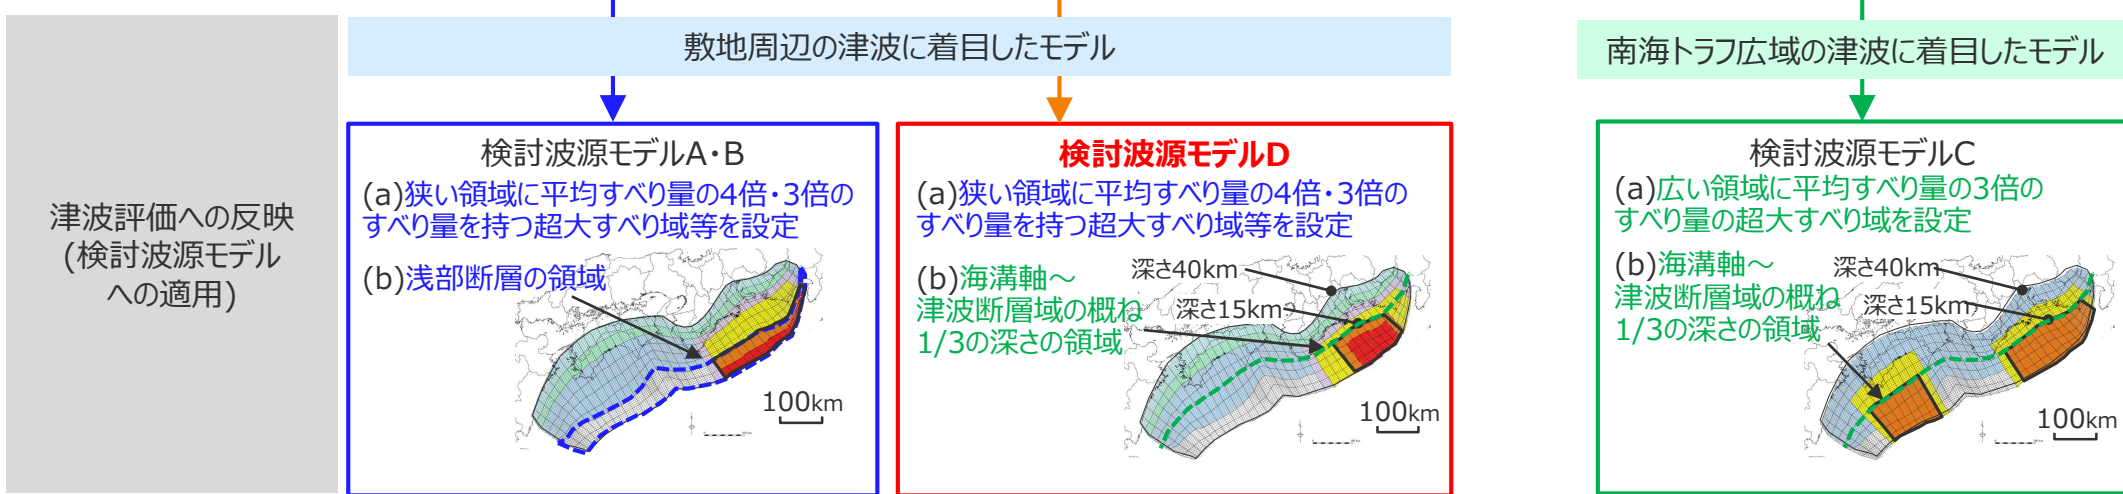 敷地周辺の津波に着目したモデル
南海トラフ広域の津波に着目したモデル
津波評価への反映
(検討波源モデル
への適用)
検討波源モデルA・B
(a)狭い領域に平均すべり量の4倍・3倍の
すべり量を持つ超大すべり域等を設定
(b)浅部断層の領域
100km
検討波源モデルD
(a)狭い領域に平均すべり量の4倍・3倍の
すべり量を持つ超大すべり域等を設定
(b)海溝軸～
津波断層域の概ね
1/3の深さの領域
深さ40km
深さ15km
100km
検討波源モデルC
(a)広い領域に平均すべり量の3倍の
すべり量の超大すべり域を設定
(b)海溝軸～
津波断層域の概ね
1/3の深さの領域
深さ40km
深さ15km
100km